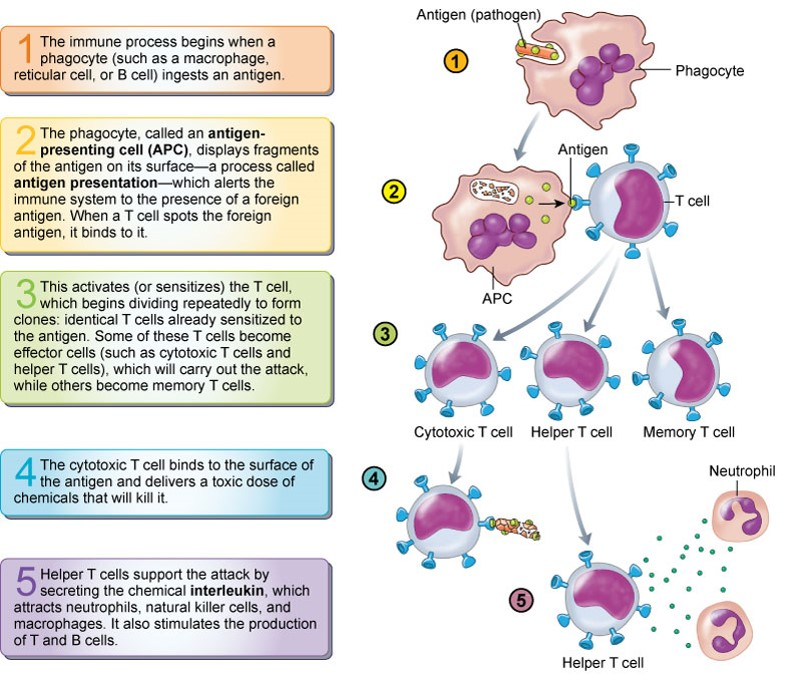 1 The immune process begins when a
phagocyte (such as a macrophage,
reticular cell, or B cell) ingests an antigen.
2 The phagocyte, called an antigen-
presenting cell (APC), displays fragments
of the antigen on its surface—a process called
antigen presentation—which alerts the
immune system to the presence of a foreign
antigen. When a T cell spots the foreign
antigen, it binds to it.
3 This activates (or sensitizes) the T cell,
which begins dividing repeatedly to form
clones: identical T cells already sensitized to
the antigen. Some of these T cells become
effector cells (such as cytotoxic T cells and
helper T cells), which will carry out the attack,
while others become memory T cells.
4 The cytotoxic T cell binds to the surface of
the antigen and delivers a toxic dose of
chemicals that will kill it.
5 Helper T cells support the attack by
secreting the chemical interleukin, which
attracts neutrophils, natural killer cells, and
macrophages. It also stimulates the production
of T and B cells.
Antigen (pathogen)
1
Phagocyte
Antigen
2
T cell
APC
3
Cytotoxic T cell
Helper T cell
Memory T cell
4
Neutrophil
5
Helper T cell